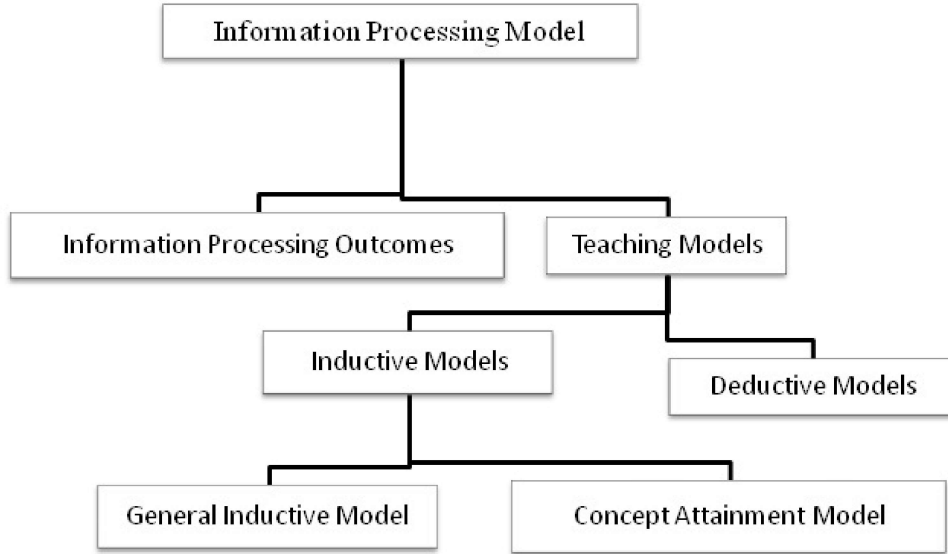 Information Processing Model
Information Processing Outcomes
Teaching Models
Inductive Models
Deductive Models
General Inductive Model
Concept Attainment Model